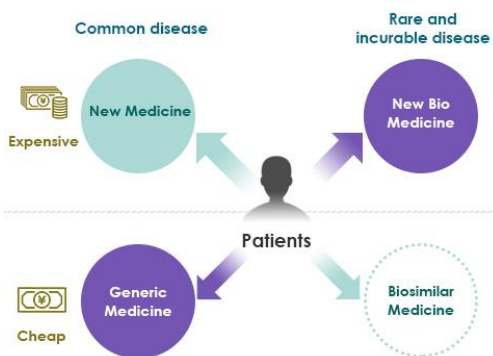 Common disease
Rare and
incurable disease
Expensive
New Medicine
New Bio
Medicine
Patients
Cheap
Generic
Medicine
Biosimilar
Medicine